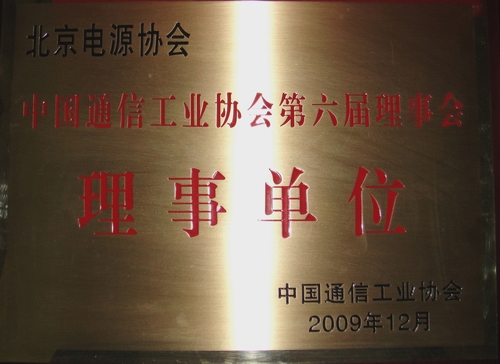 北京电源协会
中国通信工业协会第六届理事会
理事单位
中国通信工业协会
2009年12月